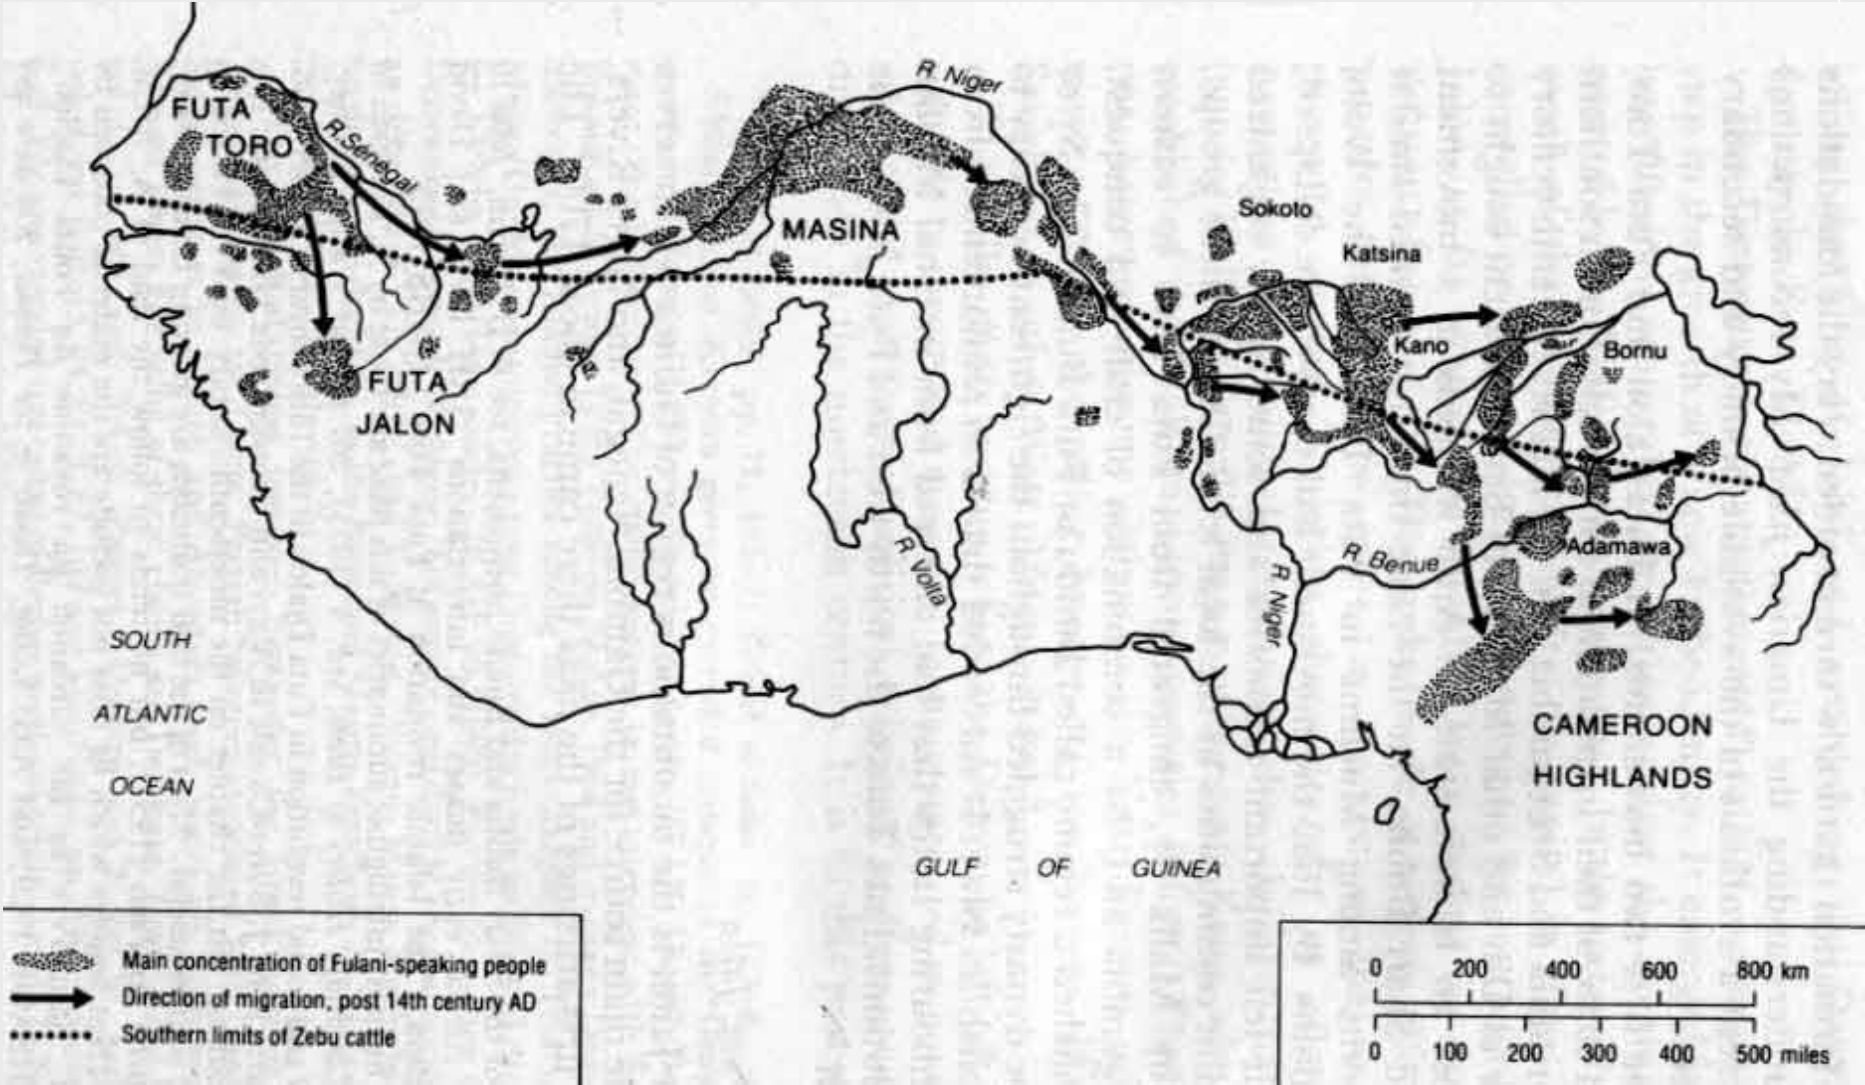 R. Niger
FUTA
TORO
R. Sénégal
MASINA
Sokoto
Katsina
Kano
Bornu
FUTA
JALON
R Volta
R Benue
Adamawa
R Niger
SOUTH
ATLANTIC
OCEAN
CAMEROON
HIGHLANDS
GULF OF GUINEA
Main concentration of Fulani-speaking people
Direction of migration, post 14th century AD
Southern limits of Zebu cattle
0 200 400 600 800 km
0 100 200 300 400 500 miles